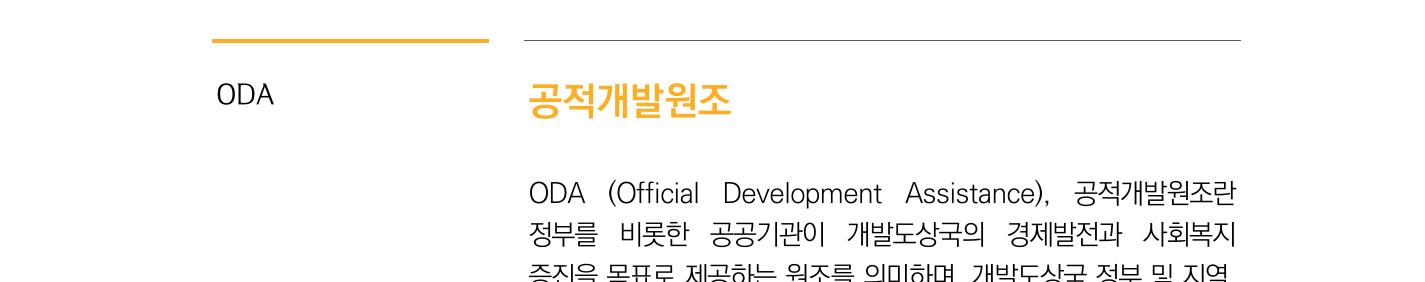 ODA
공적개발원조
ODA (Official Development Assistance), 공적개발원조란
정부를 비롯한 공공기관이 개발도상국의 경제발전과 사회복지
증진을 목표로 제공하는 원조를 의미하며, 개발도상국 정부 및 지역,